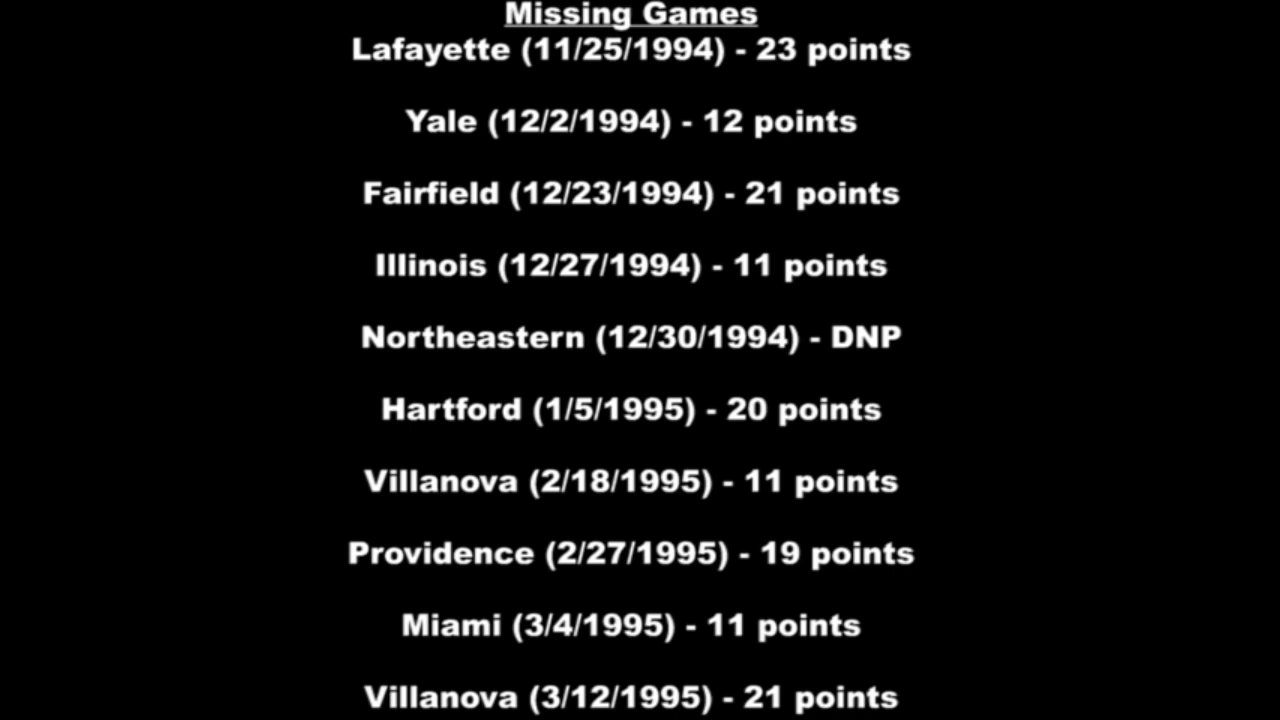 Missing Games
Lafayette (11/25/1994) - 23 points
Yale (12/2/1994) - 12 points
Fairfield (12/23/1994) - 21 points
Illinois (12/27/1994) - 11 points
Northeastern (12/30/1994) - DNP
Hartford (1/5/1995) - 20 points
Villanova (2/18/1995) - 11 points
Providence (2/27/1995) - 19 points
Miami (3/4/1995) - 11 points
Villanova (3/12/1995) - 21 points